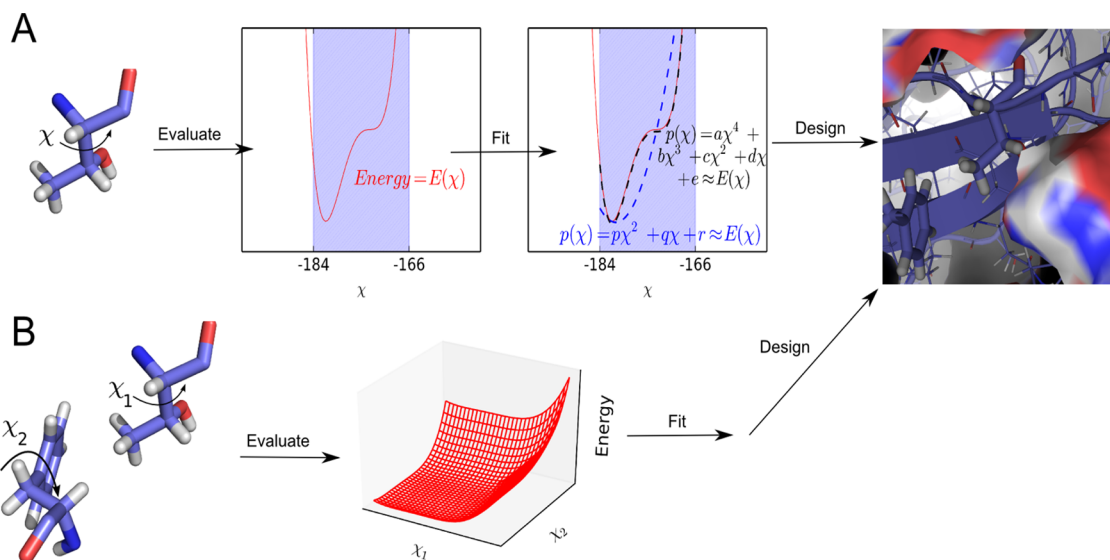 A
χ
Evaluate
Energy=E(χ)
-184
-166
χ
Fit
p(χ)=aχ⁴ +
bχ³ +cχ² +dχ
+e≈E(χ)
p(χ)=pχ² +qχ+r≈E(χ)
-184
-166
χ
Design
B
χ₁
χ₂
Evaluate
Energy
χ₁
χ₂
Fit
Design